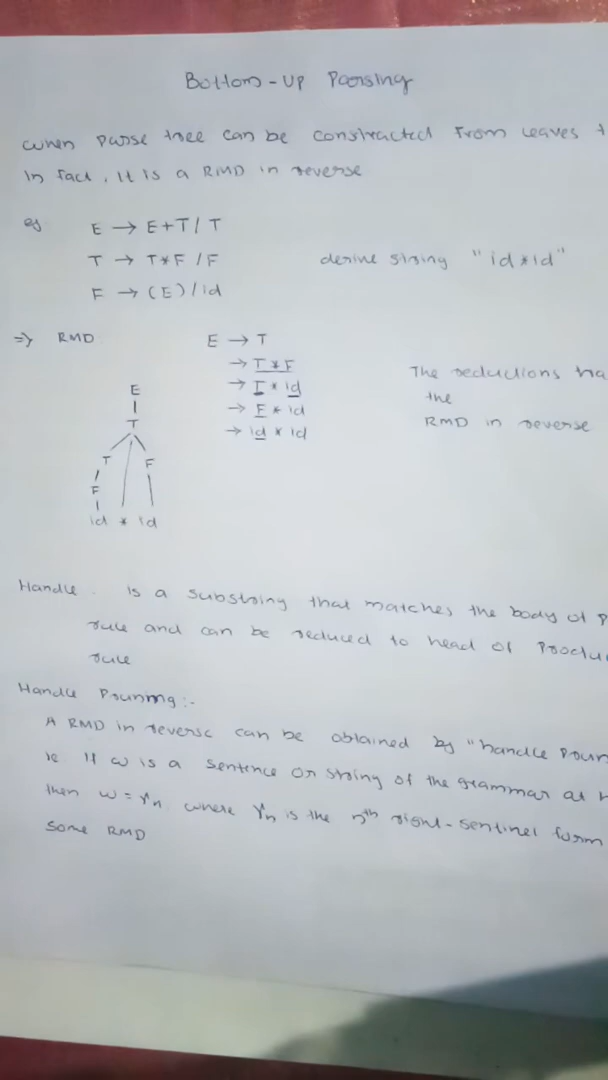 Bottom-Up Parsing
when parse tree can be constructed from leaves t
In fact, it is a RMD in reverse
eg E → E+T/T
T → T*F/F derive string "id*id"
F → (E)/id
=> RMD E → T
→ T*F
→ T*id
→ F*id
→ id*id
The reductions ha
the
RMD in reverse
E
T
T F
F
id * id
Handle. is a substring that matches the body of P
rule and can be reduced to head of Produ
rule
Handle Pruning:-
A RMD in reverse can be obtained by "handle Prun
ie If ω is a sentence or string of the grammar at h
then ω = γn where γn is the nth right-sentinel form
some RMD